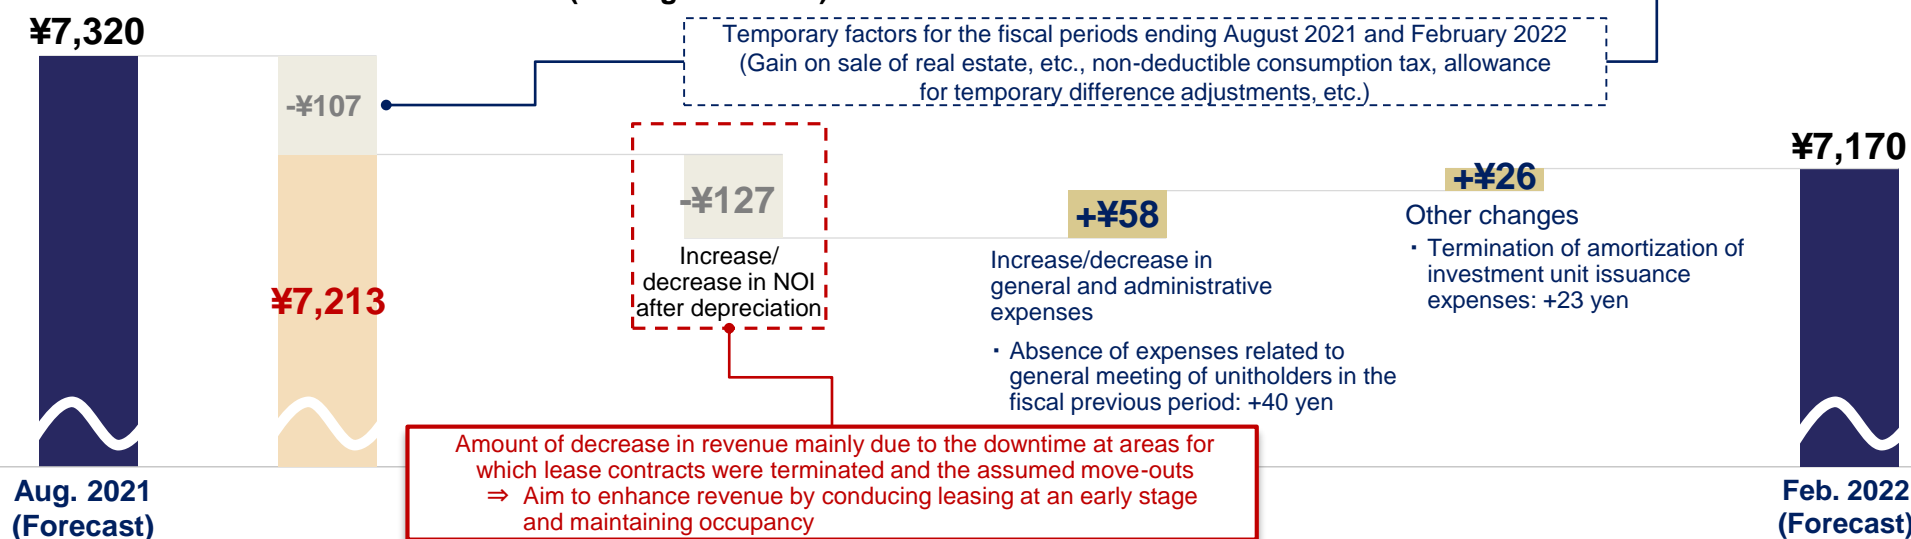 ¥7,320
Temporary factors for the fiscal periods ending August 2021 and February 2022
(Gain on sale of real estate, etc., non-deductible consumption tax, allowance
for temporary difference adjustments, etc.)
-¥107
¥7,213
-¥127
Increase/
decrease in NOI
after depreciation
+¥58
Increase/decrease in
general and administrative
expenses
・Absence of expenses related to
general meeting of unitholders in the
fiscal previous period: +40 yen
+¥26
Other changes
・Termination of amortization of
investment unit issuance
expenses: +23 yen
¥7,170
Amount of decrease in revenue mainly due to the downtime at areas for
which lease contracts were terminated and the assumed move-outs
⇒ Aim to enhance revenue by conducing leasing at an early stage
and maintaining occupancy
Aug. 2021
(Forecast)
Feb. 2022
(Forecast)